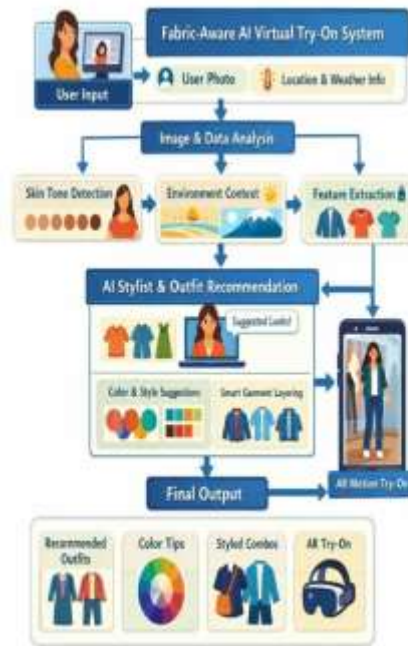 Fabric-Aware AI Virtual Try-On System
User Input
User Photo
Location & Weather Info
Image & Data Analysis
Skin Tone Detection
Environment Context
Feature Extraction
AI Stylist & Outfit Recommendation
Suggested
Color & Style Suggestions
Smart Garment Layering
AR Motion Try-On
Final Output
Recommended
Outfits
Color Tips
Styled Combos
AR Try-On